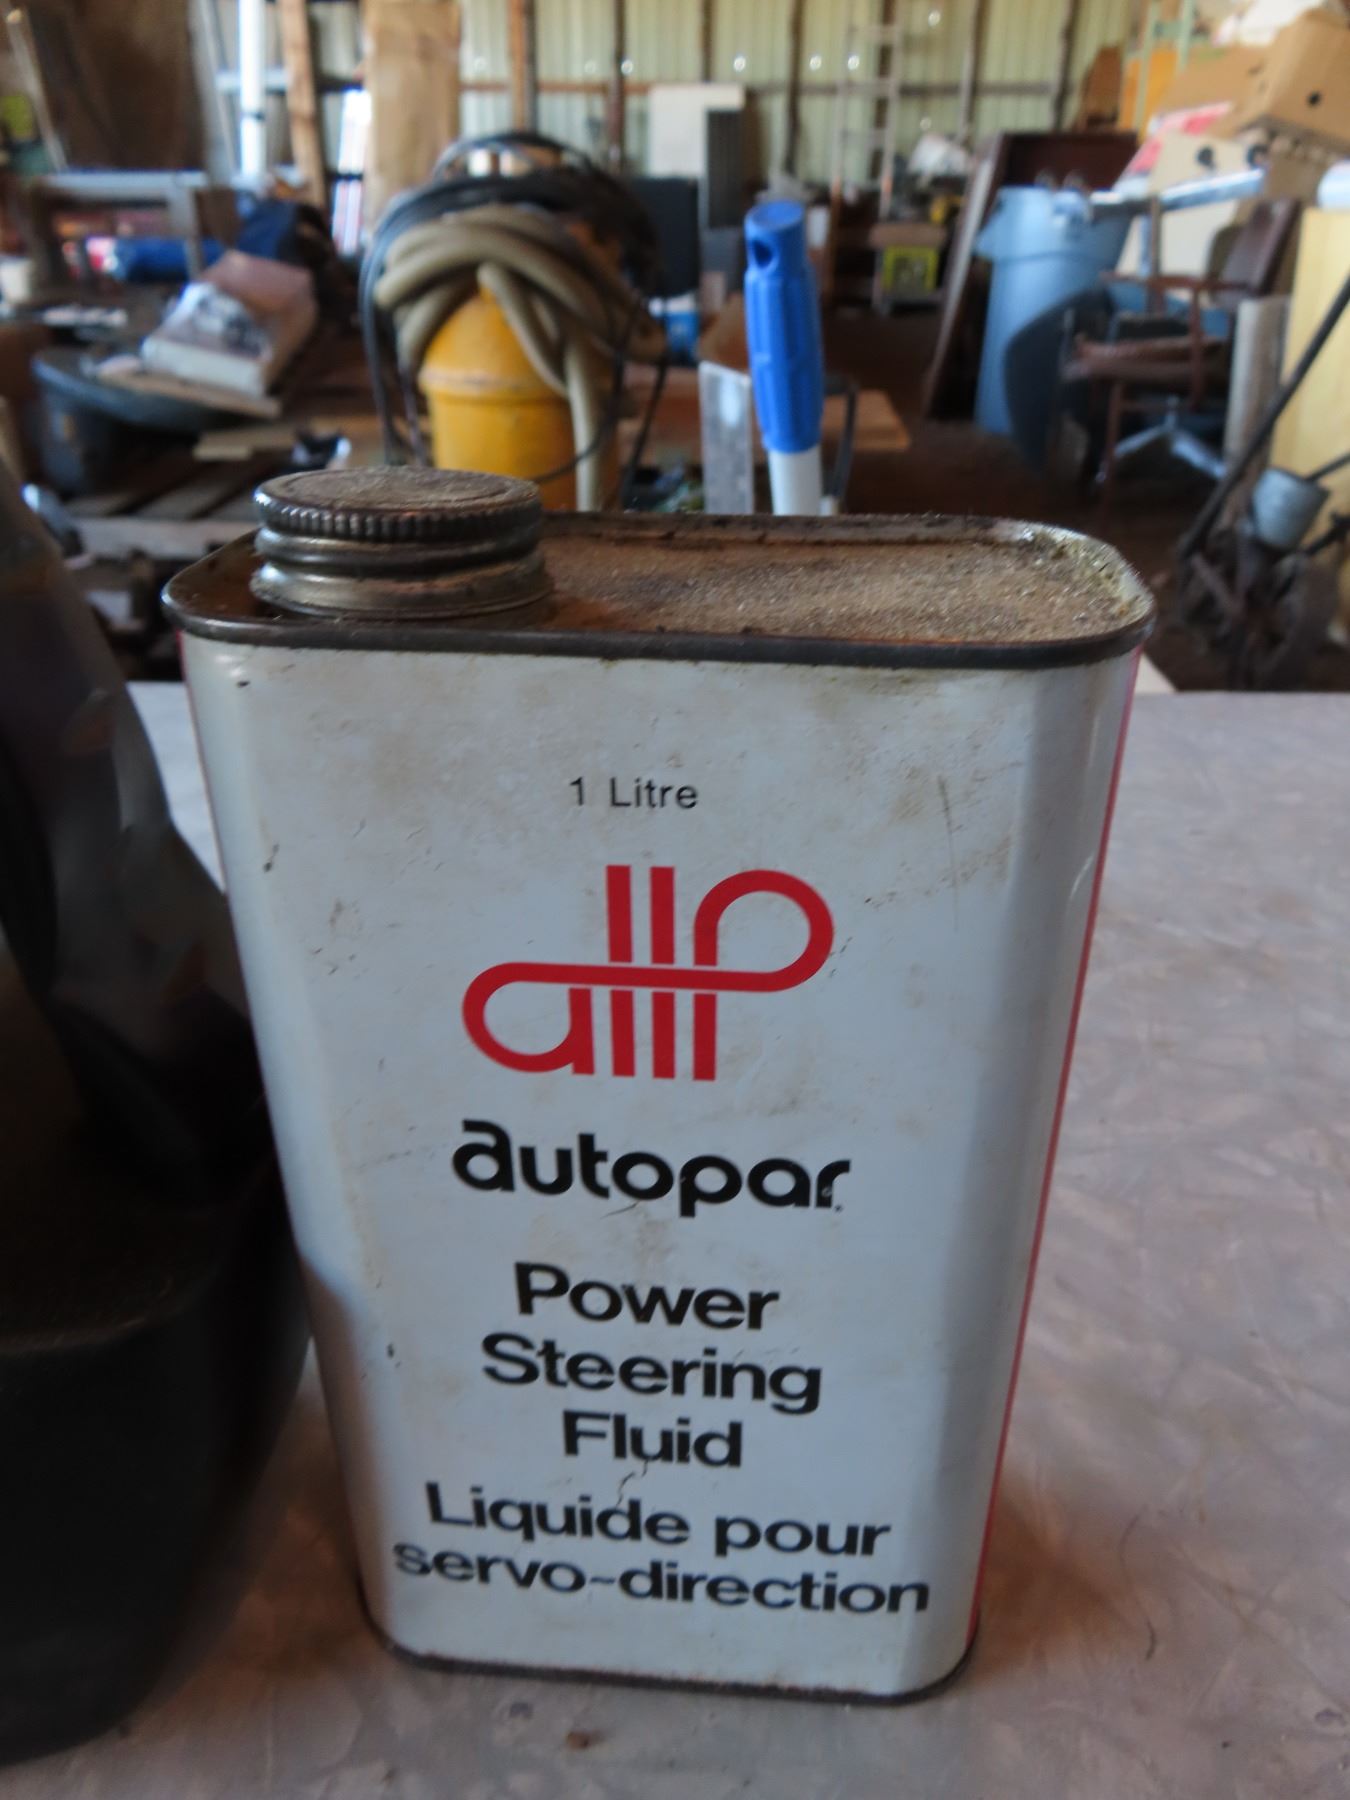 1 Litre
autopar
Power
Steering
Fluid
Liquide pour
servo-direction